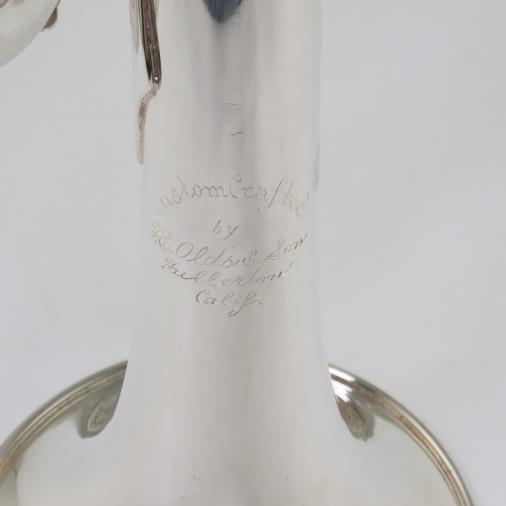 Custom Crafted
by
F.E. Olds & Son
Fullerton
Calif.